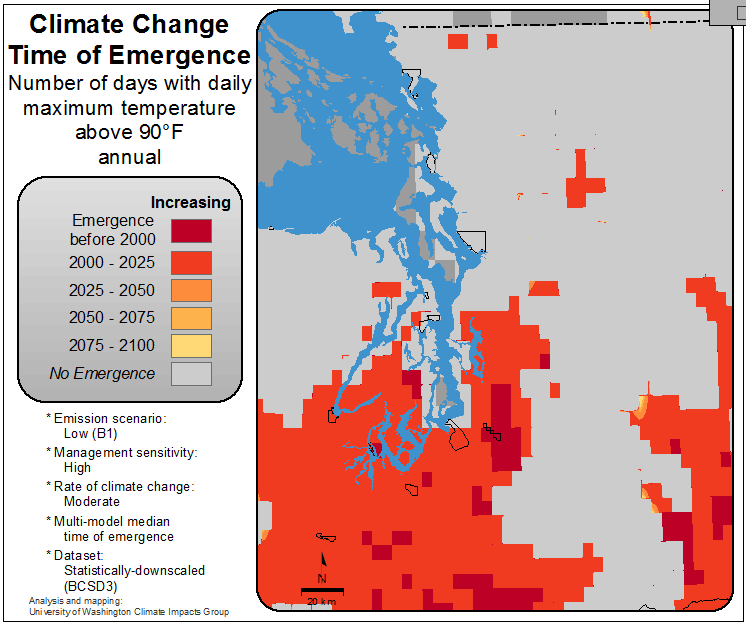 Climate Change
Time of Emergence
Number of days with daily
maximum temperature
above 90°F
annual
Increasing
Emergence
before 2000
2000 - 2025
2025 - 2050
2050 - 2075
2075 - 2100
No Emergence
* Emission scenario:
Low (B1)
* Management sensitivity:
High
* Rate of climate change:
Moderate
* Multi-model median
time of emergence
* Dataset:
Statistically-downscaled
(BCSD3)
Analysis and mapping:
University of Washington Climate Impacts Group
N
20 km